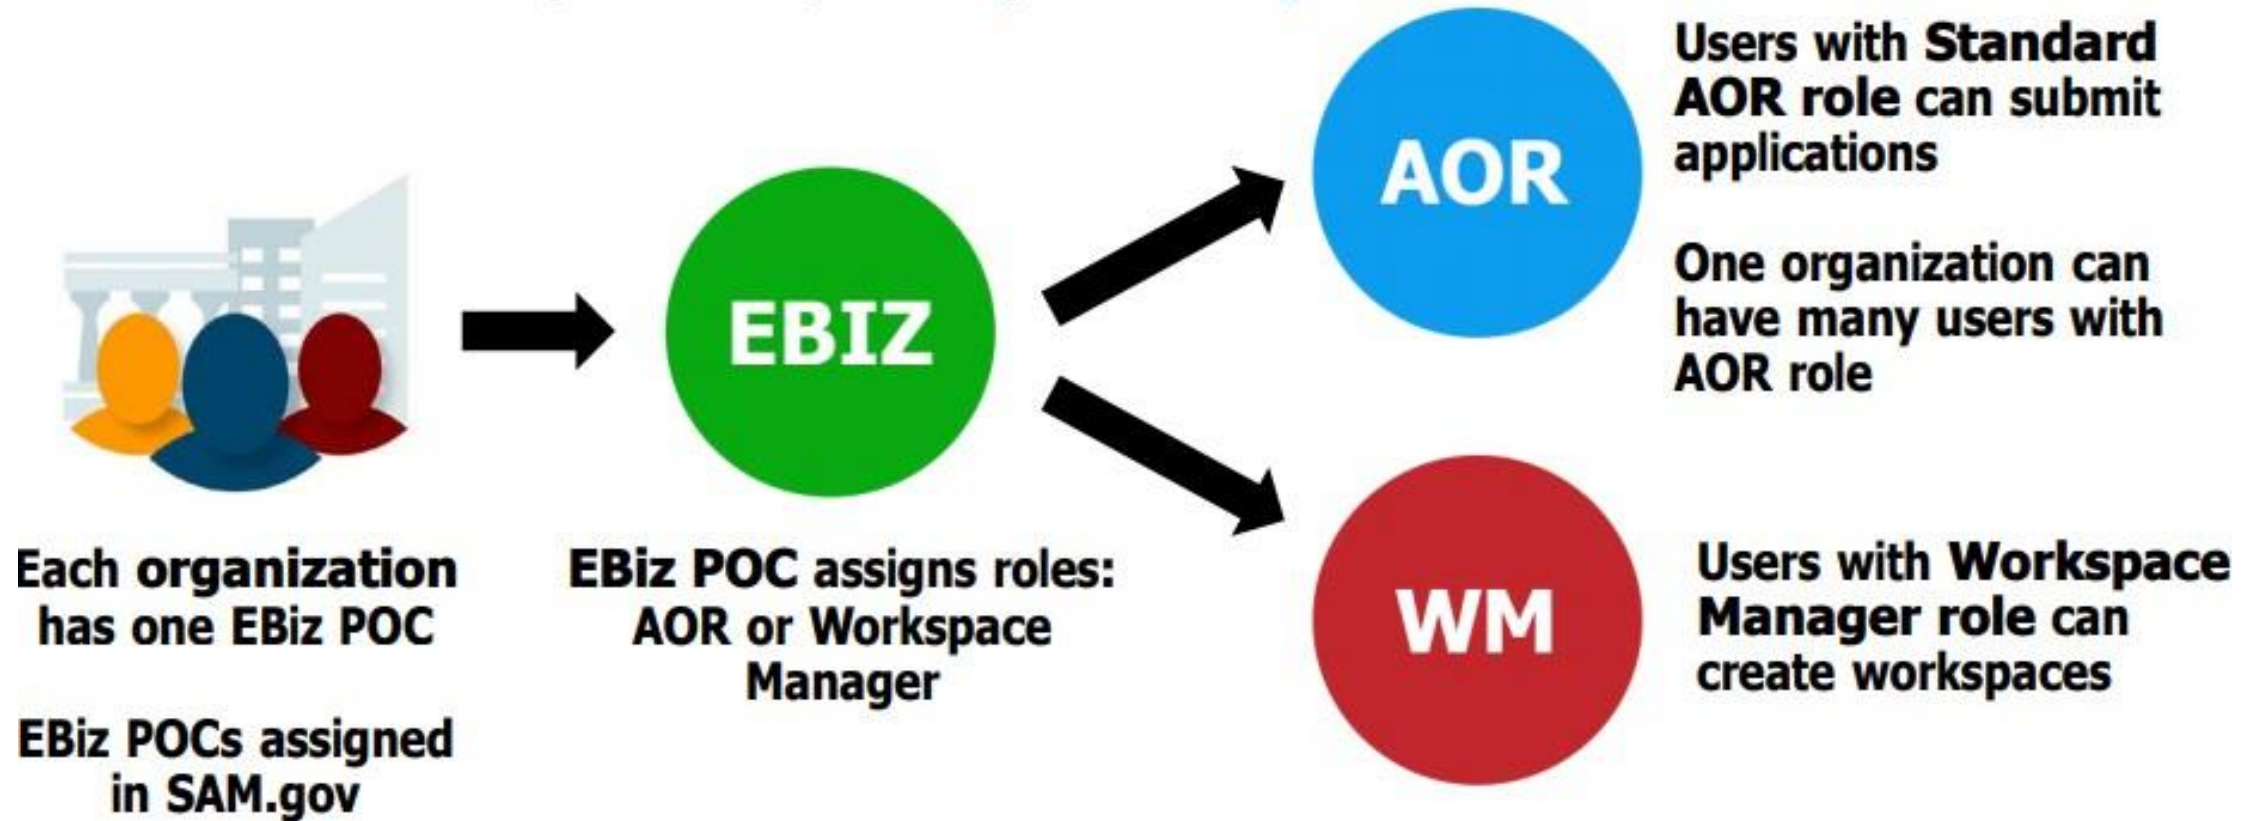 Each organization
has one EBiz POC
EBiz POCs assigned
in SAM.gov
EBIZ
EBiz POC assigns roles:
AOR or Workspace
Manager
AOR
Users with Standard
AOR role can submit
applications
One organization can
have many users with
AOR role
WM
Users with Workspace
Manager role can
create workspaces